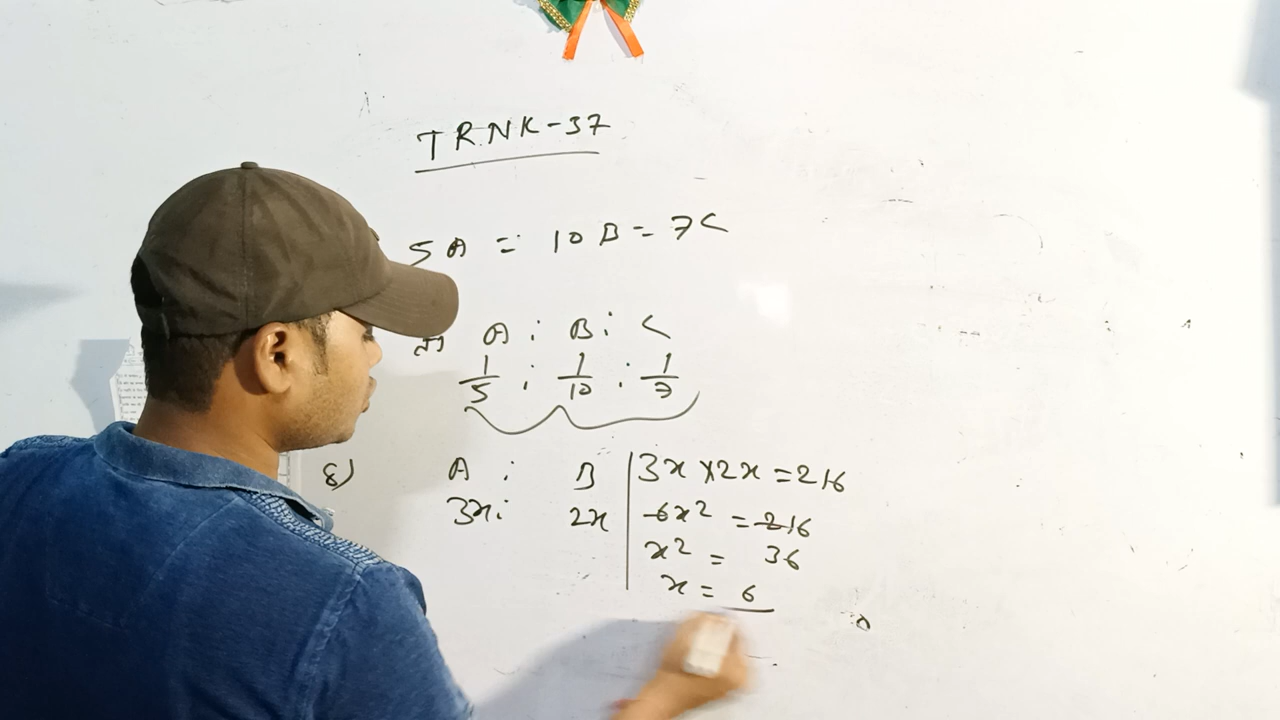 TRNK-37
5A = 10B = 7C
A : B : C
1/5 : 1/10 : 1/7
8) A : B
3x : 2x
3x × 2x = 216
6x² = 216
x² = 36
x = 6